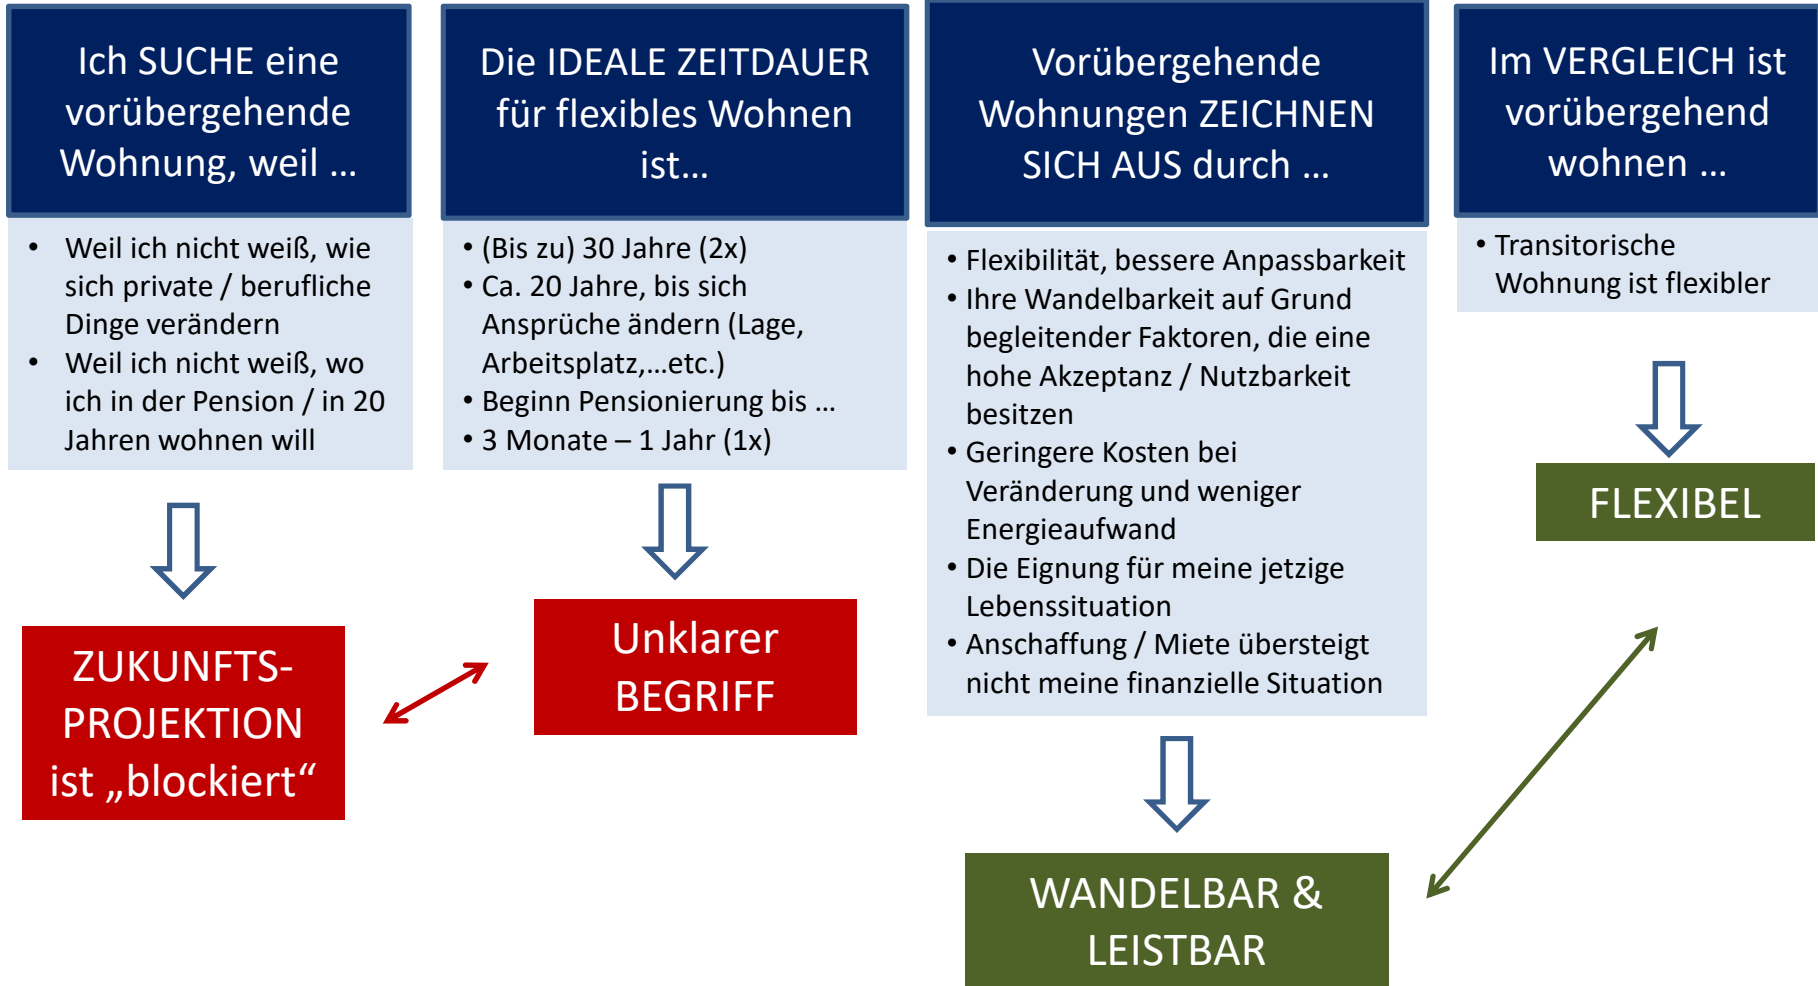 Ich SUCHE eine
vorübergehende
Wohnung, weil ...
• Weil ich nicht weiß, wie
sich private / berufliche
Dinge verändern
• Weil ich nicht weiß, wo
ich in der Pension / in 20
Jahren wohnen will
ZUKUNFTS-
PROJEKTION
ist „blockiert“
Die IDEALE ZEITDAUER
für flexibles Wohnen
ist...
• (Bis zu) 30 Jahre (2x)
• Ca. 20 Jahre, bis sich
Ansprüche ändern (Lage,
Arbeitsplatz,...etc.)
• Beginn Pensionierung bis ...
• 3 Monate – 1 Jahr (1x)
Unklarer
BEGRIFF
Vorübergehende
Wohnungen ZEICHNEN
SICH AUS durch ...
• Flexibilität, bessere Anpassbarkeit
• Ihre Wandelbarkeit auf Grund
begleitender Faktoren, die eine
hohe Akzeptanz / Nutzbarkeit
besitzen
• Geringere Kosten bei
Veränderung und weniger
Energieaufwand
• Die Eignung für meine jetzige
Lebenssituation
• Anschaffung / Miete übersteigt
nicht meine finanzielle Situation
WANDELBAR &
LEISTBAR
Im VERGLEICH ist
vorübergehend
wohnen ...
• Transitorische
Wohnung ist flexibler
FLEXIBEL